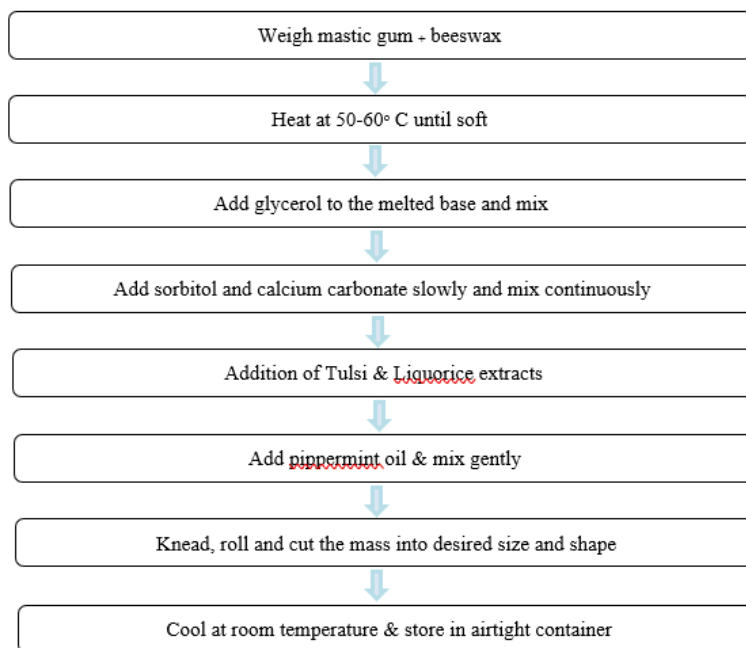 Weigh mastic gum + beeswax
Heat at 50-60° C until soft
Add glycerol to the melted base and mix
Add sorbitol and calcium carbonate slowly and mix continuously
Addition of Tulsi & Liquorice extracts
Add pippermint oil & mix gently
Knead, roll and cut the mass into desired size and shape
Cool at room temperature & store in airtight container